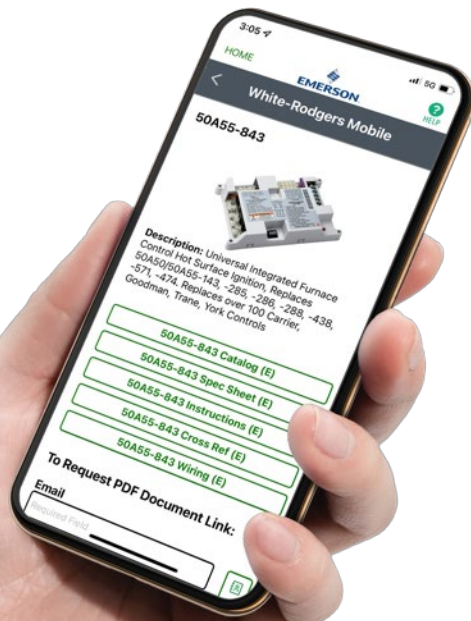 3:05
5G
HOME
EMERSON
HELP
White-Rodgers Mobile
50A55-843
Description: Universal Integrated Furnace
Control Hot Surface Ignition, Replaces
50A50/50A55-143, -285, -286, -288, -438,
-571, -474, Replaces over 100 Carrier,
Goodman, Trane, York Controls
50A55-843 Catalog (E)
50A55-843 Spec Sheet (E)
50A55-843 Instructions (E)
50A55-843 Cross Ref (E)
50A55-843 Wiring (E)
To Request PDF Document Link:
Email
Required Field